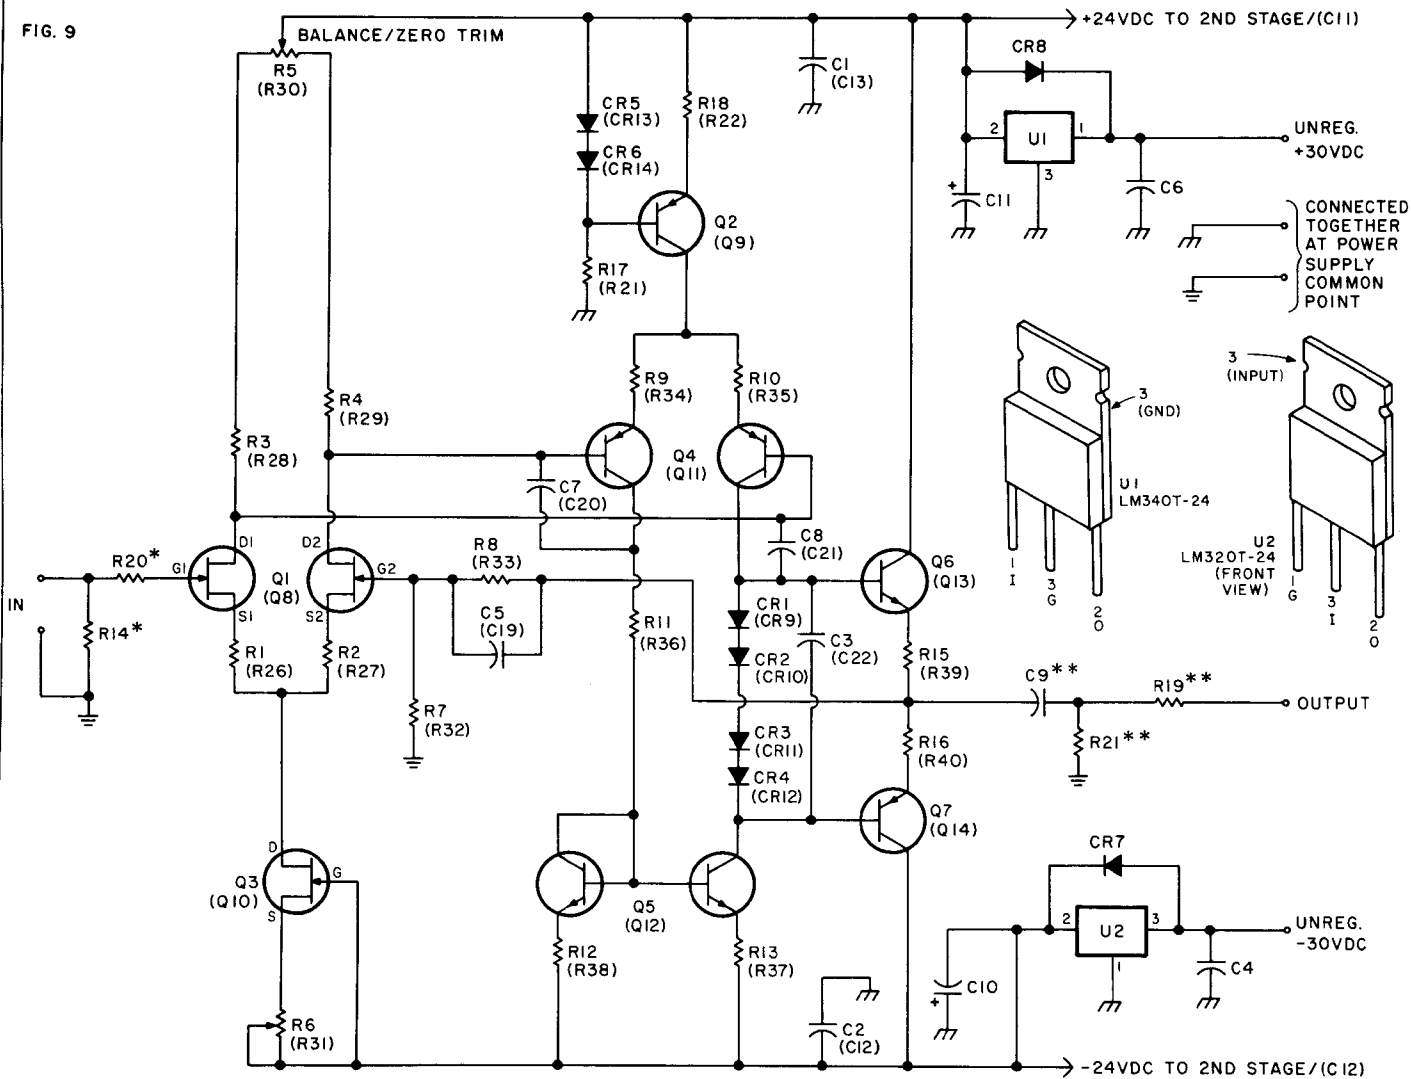 FIG. 9
BALANCE/ZERO TRIM
+24VDC TO 2ND STAGE/(C11)
R5
(R30)
CR5
(CR13)
CR6
(CR14)
R18
(R22)
C1
(C13)
CR8
2
U1
1
3
UNREG.
+30VDC
+
C11
C6
Q2
(Q9)
R17
(R21)
CONNECTED
TOGETHER
AT POWER
SUPPLY
COMMON
POINT
R4
(R29)
R3
(R28)
R9
(R34)
R10
(R35)
Q4
(Q11)
C7
(C20)
C8
(C21)
3
(GND)
U1
LM340T-24
1
I
3
G
2
O
3
(INPUT)
U2
LM320T-24
(FRONT
VIEW)
1
G
3
I
2
O
IN
R20*
R14*
G1
D1
S1
Q1
(Q8)
D2
S2
G2
R8
(R33)
C5
(C19)
R1
(R26)
R2
(R27)
R7
(R32)
R11
(R36)
CR1
(CR9)
CR2
(CR10)
CR3
(CR11)
CR4
(CR12)
C3
(C22)
Q6
(Q13)
R15
(R39)
R16
(R40)
Q7
(Q14)
C9**
R19**
R21**
OUTPUT
D
G
S
Q3
(Q10)
R6
(R31)
Q5
(Q12)
R12
(R38)
R13
(R37)
C2
(C12)
CR7
2
U2
3
1
UNREG.
-30VDC
+
C10
C4
-24VDC TO 2ND STAGE/(C12)